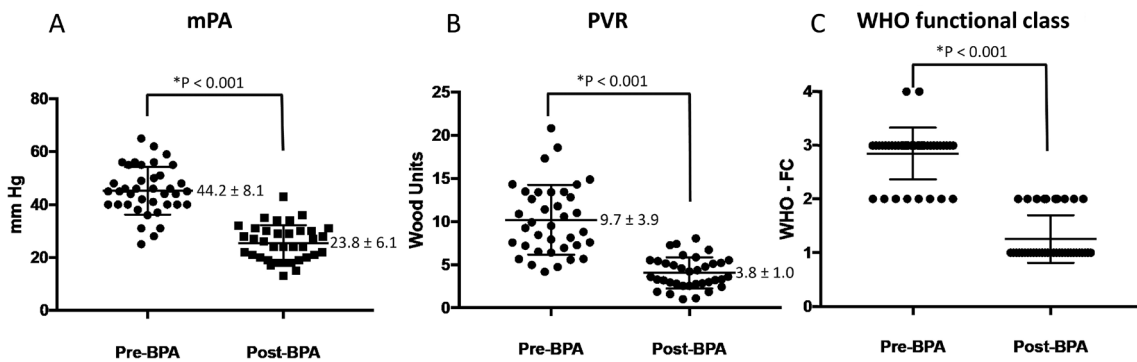 A
mPA
*P < 0.001
mm Hg
80
60
40
20
0
44.2 ± 8.1
23.8 ± 6.1
Pre-BPA
Post-BPA
B
PVR
*P < 0.001
Wood Units
25
20
15
10
5
0
9.7 ± 3.9
3.8 ± 1.0
Pre-BPA
Post-BPA
C
WHO functional class
*P < 0.001
WHO - FC
4
3
2
1
0
Pre-BPA
Post-BPA